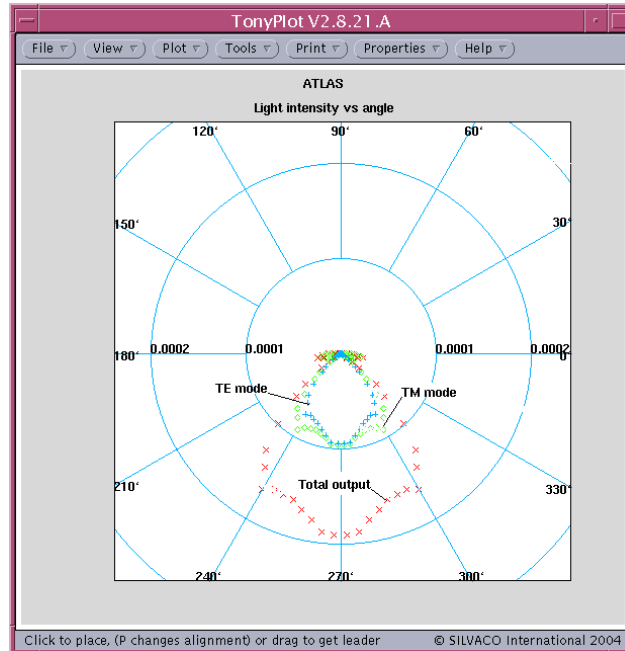 TonyPlot V2.8.21.A
File View Plot Tools Print Properties Help
ATLAS
Light intensity vs angle
120° 90° 60°
150° 30°
180° 0.0002 0.0001 0.0001 0.0002 0°
TE mode TM mode
Total output
210° 330°
240° 270° 300°
Click to place, (P changes alignment) or drag to get leader © SILVACO International 2004